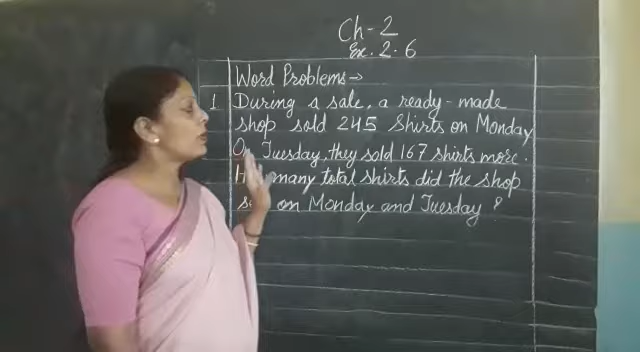 Ch-2
Ex. 2.6
Word Problems→
1 During a sale, a ready-made
shop sold 245 Shirts on Monday
On Tuesday, they sold 167 shirts more.
many total shirts did the shop
on Monday and Tuesday ?